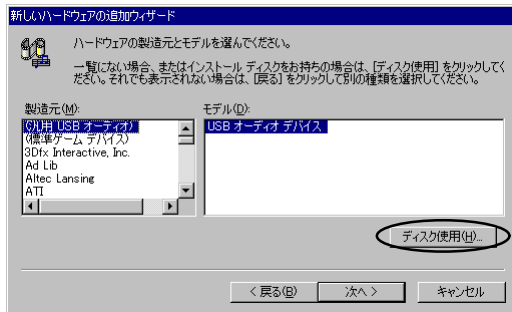 新しいハードウェアの追加ウィザード
ハードウェアの製造元とモデルを選んでください。
一覧にない場合、またはインストール ディスクをお持ちの場合は、[ディスク使用] をクリックしてく
ださい。それでも表示されない場合は、[戻る] をクリックして別の種類を選択してください。
製造元(M):
モデル(D):
(汎用 USB オーディオ)
(標準ゲーム デバイス)
3Dfx Interactive, Inc.
Ad Lib
Altec Lansing
ATI
USB オーディオ デバイス
ディスク使用(H)...
< 戻る(B)
次へ >
キャンセル